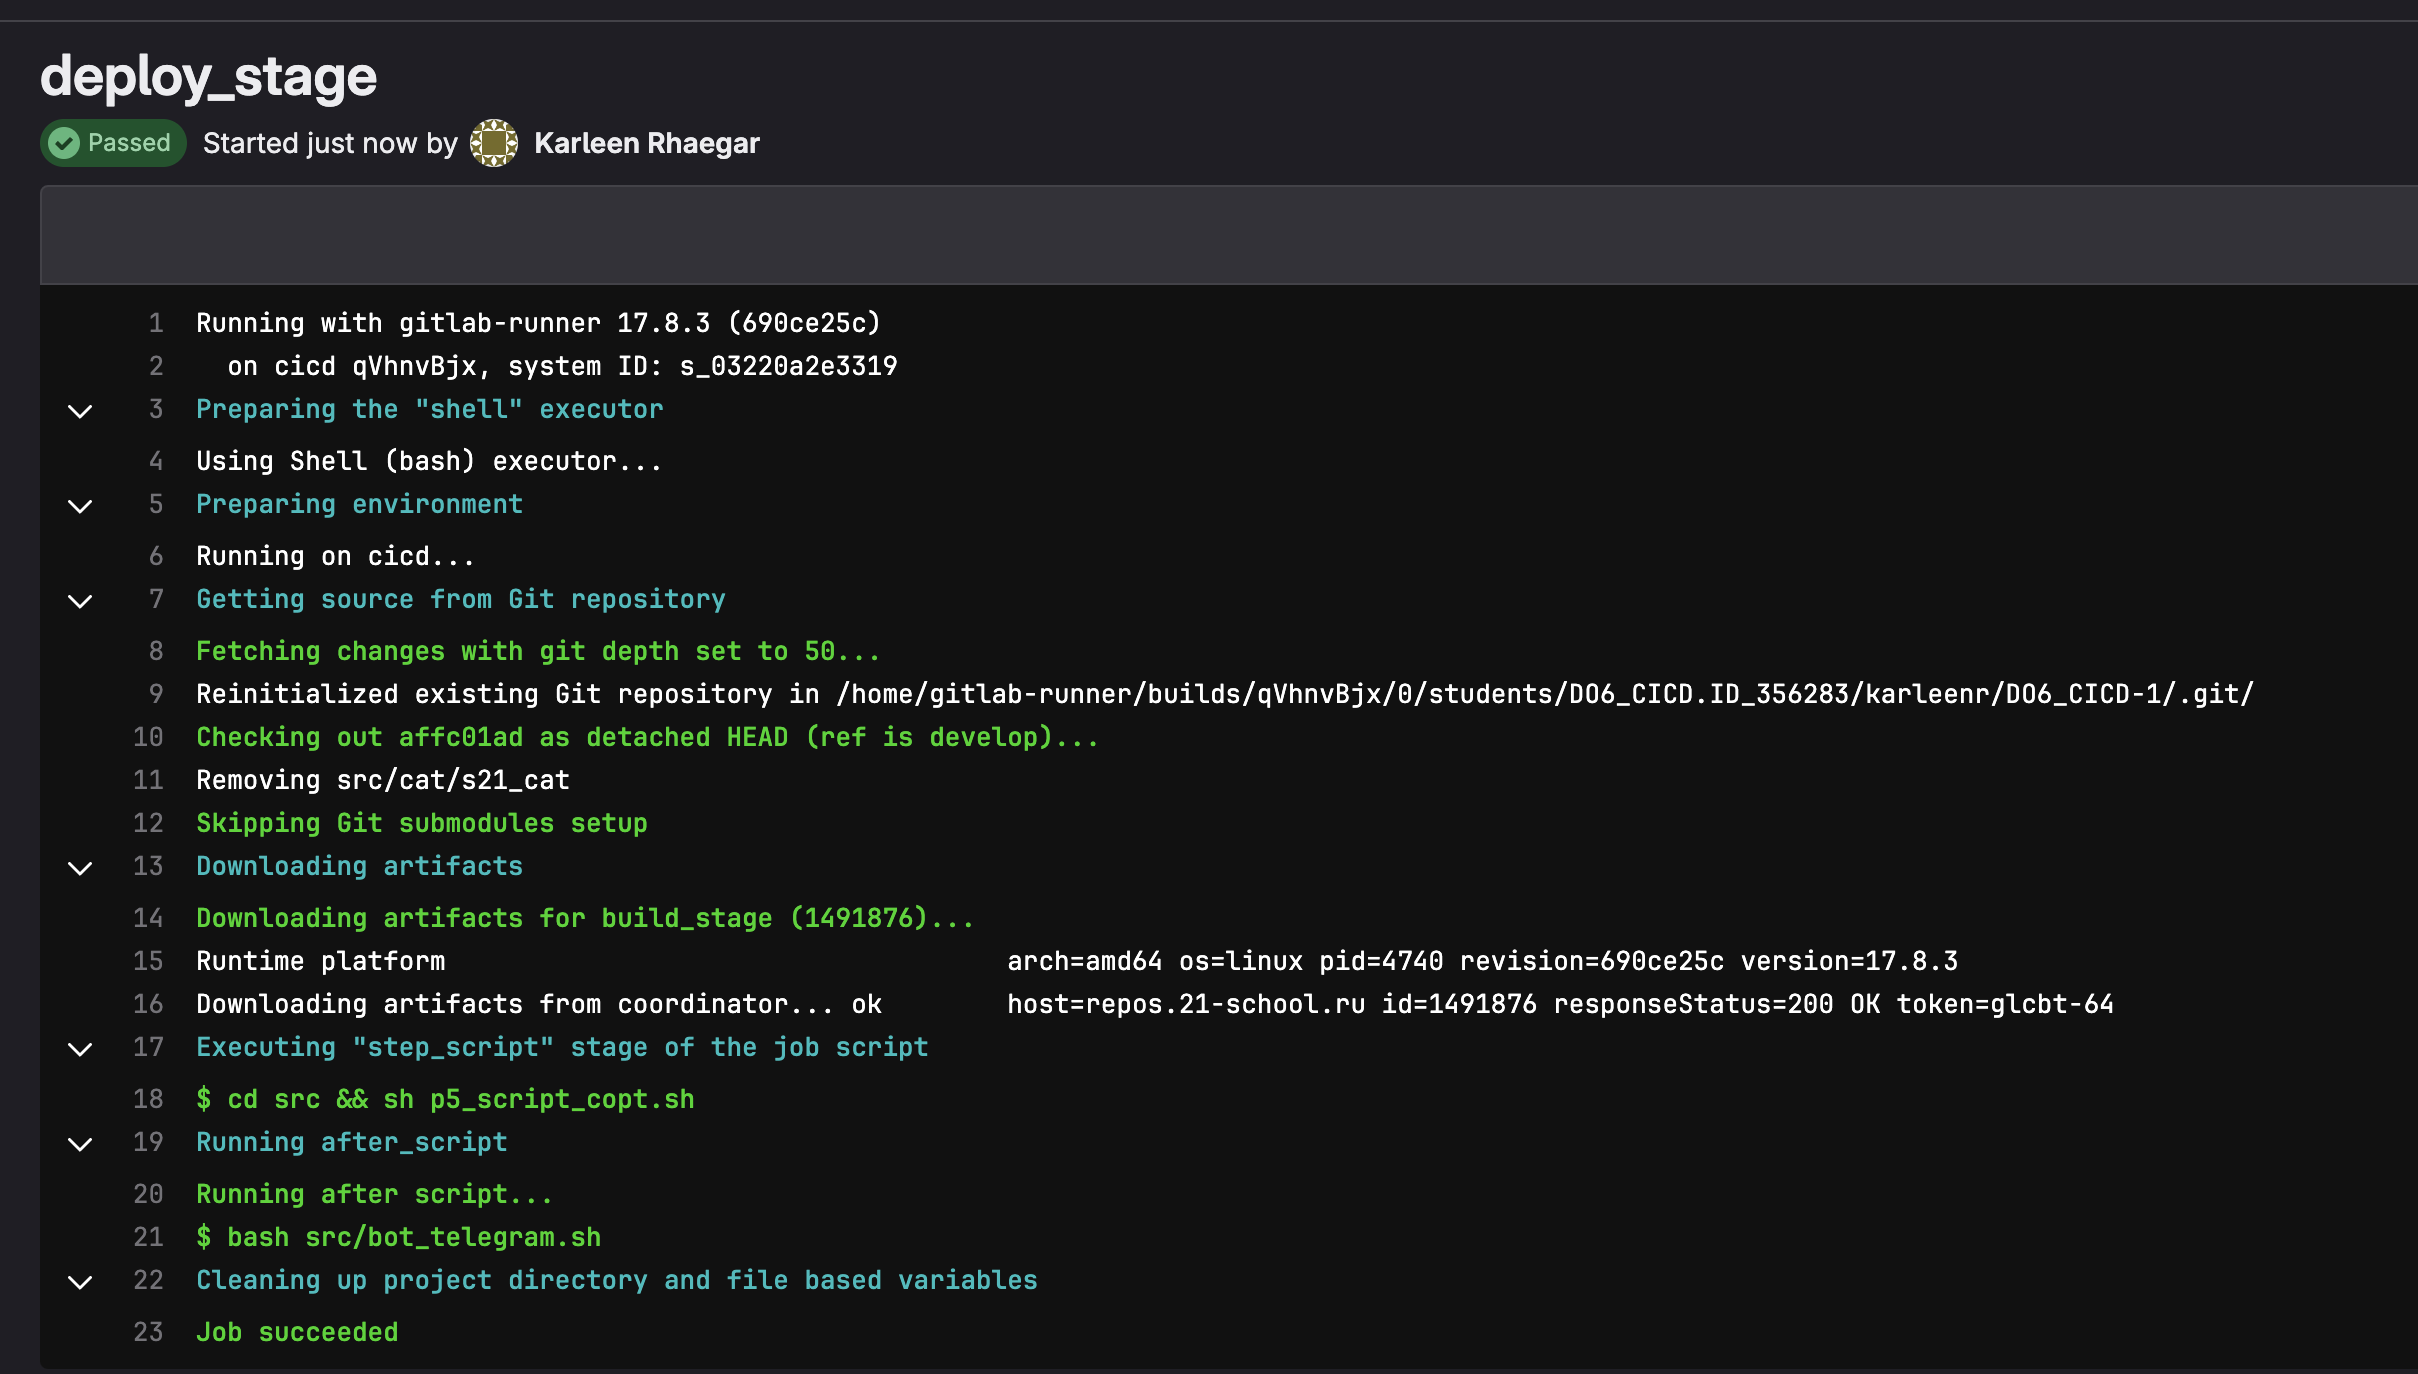 deploy_stage
Passed Started just now by Karleen Rhaegar
1 Running with gitlab-runner 17.8.3 (690ce25c)
2 on cicd qVhnvBjx, system ID: s_03220a2e3319
3 Preparing the "shell" executor
4 Using Shell (bash) executor...
5 Preparing environment
6 Running on cicd...
7 Getting source from Git repository
8 Fetching changes with git depth set to 50...
9 Reinitialized existing Git repository in /home/gitlab-runner/builds/qVhnvBjx/0/students/DO6_CICD.ID_356283/karleenr/DO6_CICD-1/.git/
10 Checking out affc01ad as detached HEAD (ref is develop)...
11 Removing src/cat/s21_cat
12 Skipping Git submodules setup
13 Downloading artifacts
14 Downloading artifacts for build_stage (1491876)...
15 Runtime platform arch=amd64 os=linux pid=4740 revision=690ce25c version=17.8.3
16 Downloading artifacts from coordinator... ok host=repos.21-school.ru id=1491876 responseStatus=200 OK token=glcbt-64
17 Executing "step_script" stage of the job script
18 $ cd src && sh p5_script_copt.sh
19 Running after_script
20 Running after script...
21 $ bash src/bot_telegram.sh
22 Cleaning up project directory and file based variables
23 Job succeeded